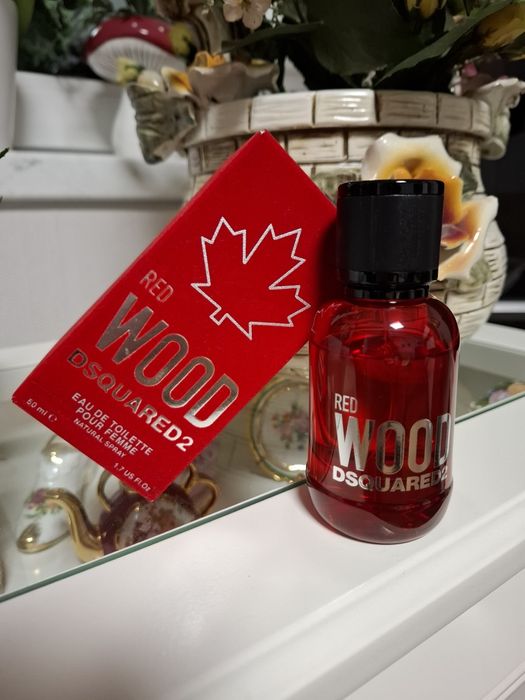 RED
WOOD
DSQUARED2
EAU DE TOILETTE
POUR FEMME
NATURAL SPRAY
50 ml ℮
1.7 US Fl Oz
RED
WOOD
DSQUARED2